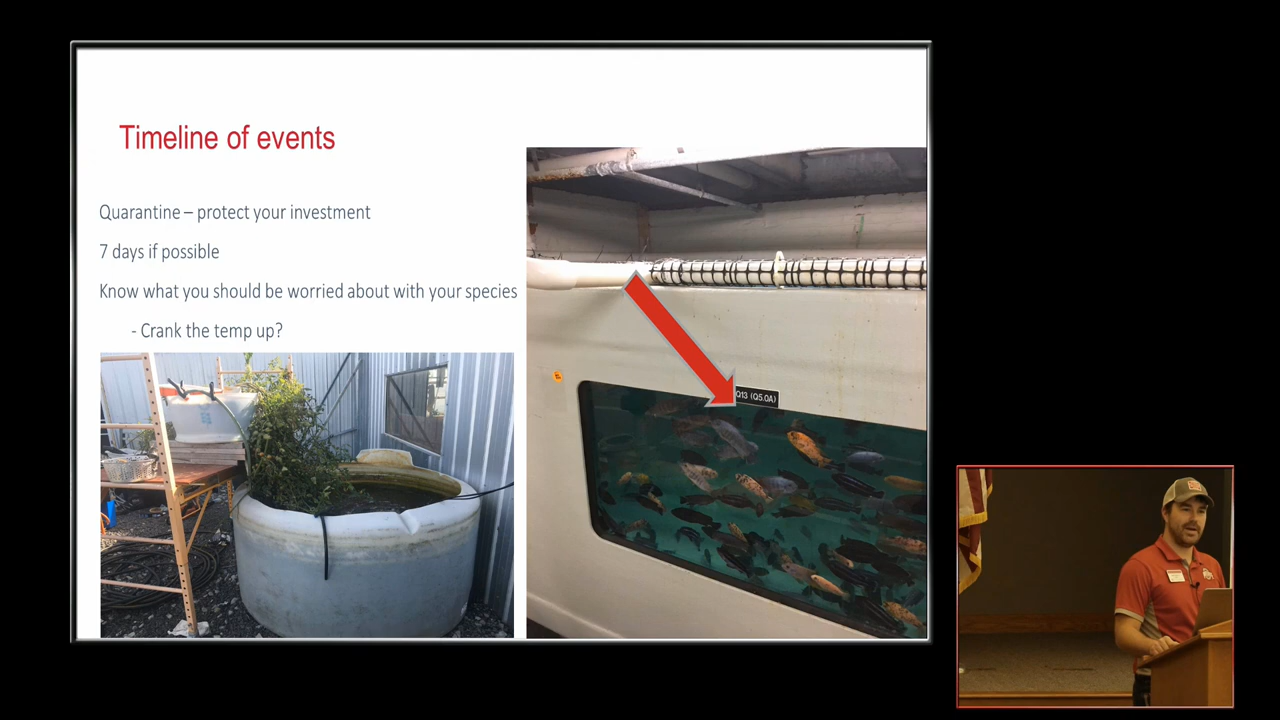 Timeline of events
Quarantine – protect your investment
7 days if possible
Know what you should be worried about with your species
- Crank the temp up?
Q13 (Q5.0A)